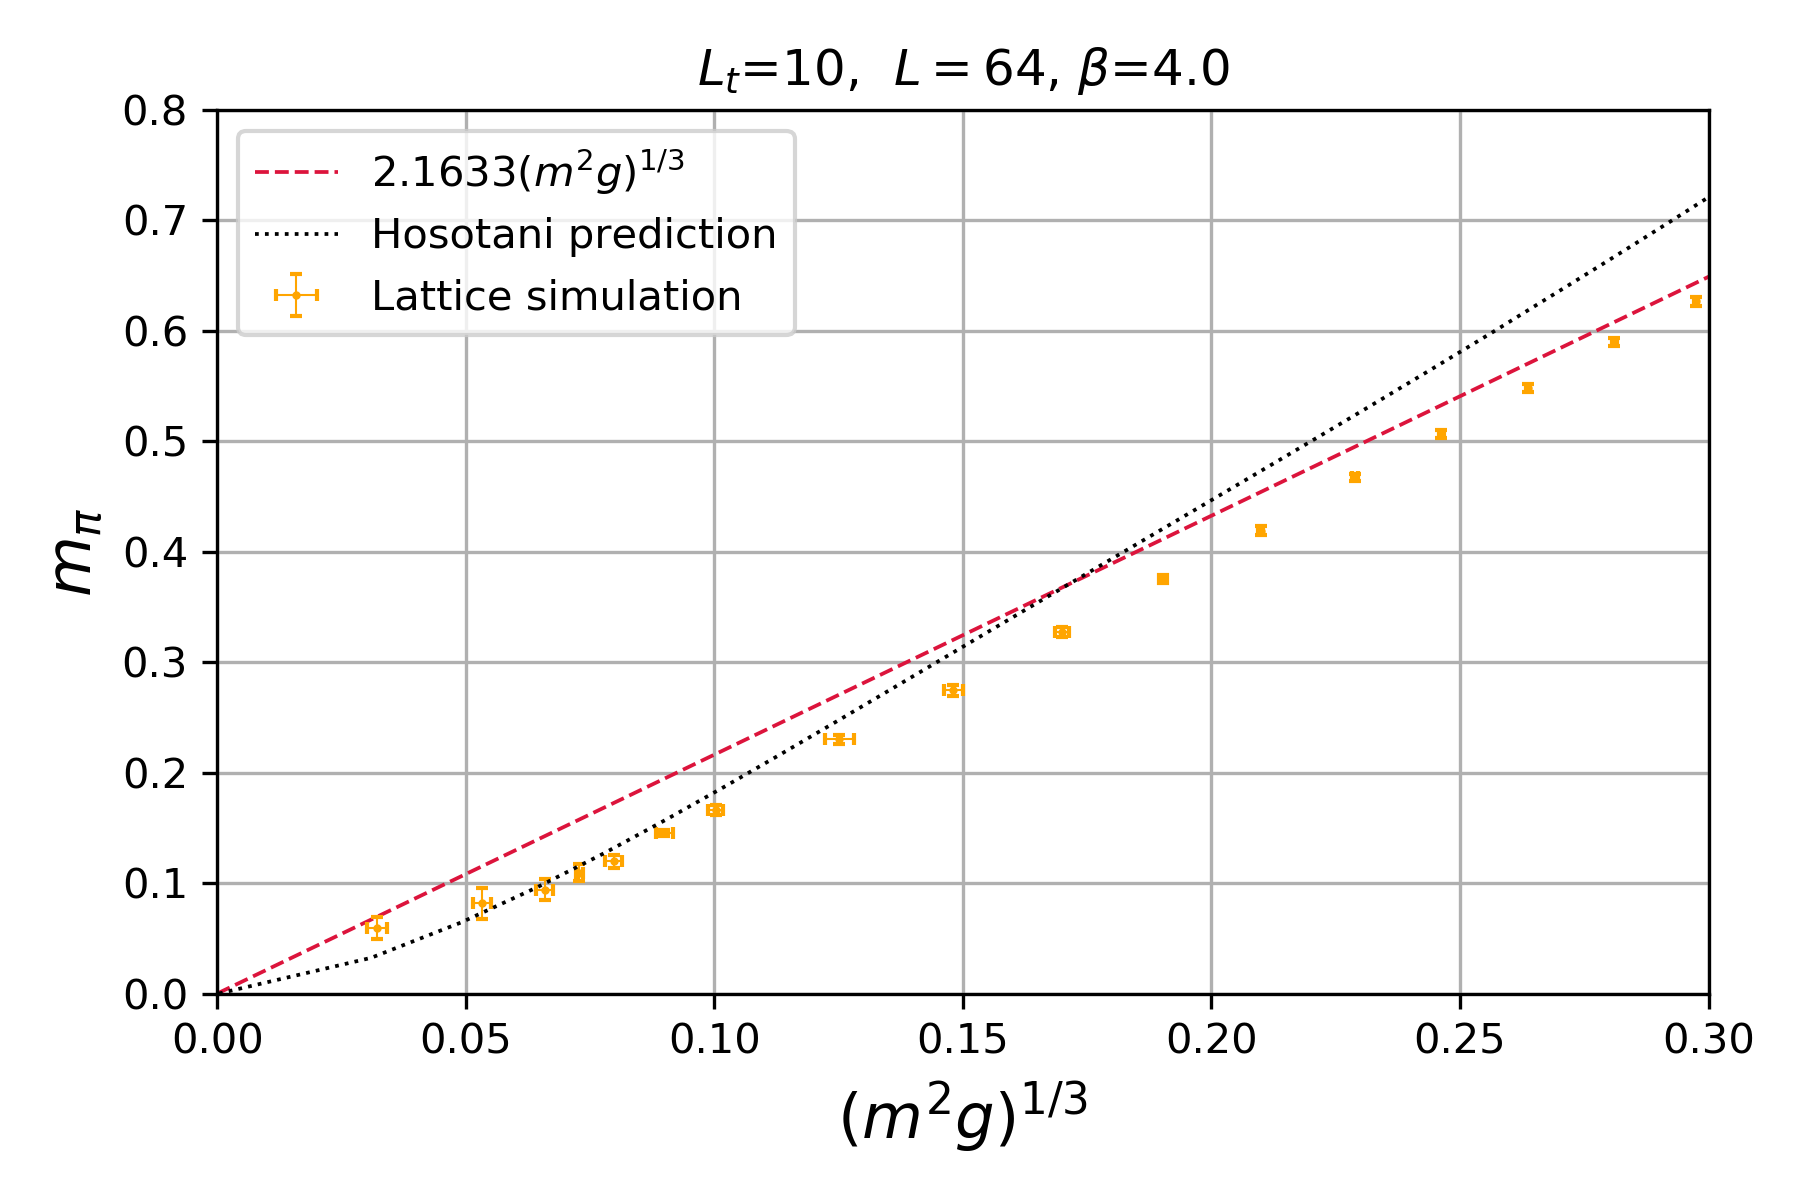 L_t=10, L = 64, β=4.0
0.8
0.7
0.6
0.5
0.4
0.3
0.2
0.1
0.0
m_π
2.1633(m²g)^{1/3}
Hosotani prediction
Lattice simulation
0.00 0.05 0.10 0.15 0.20 0.25 0.30
(m²g)^{1/3}